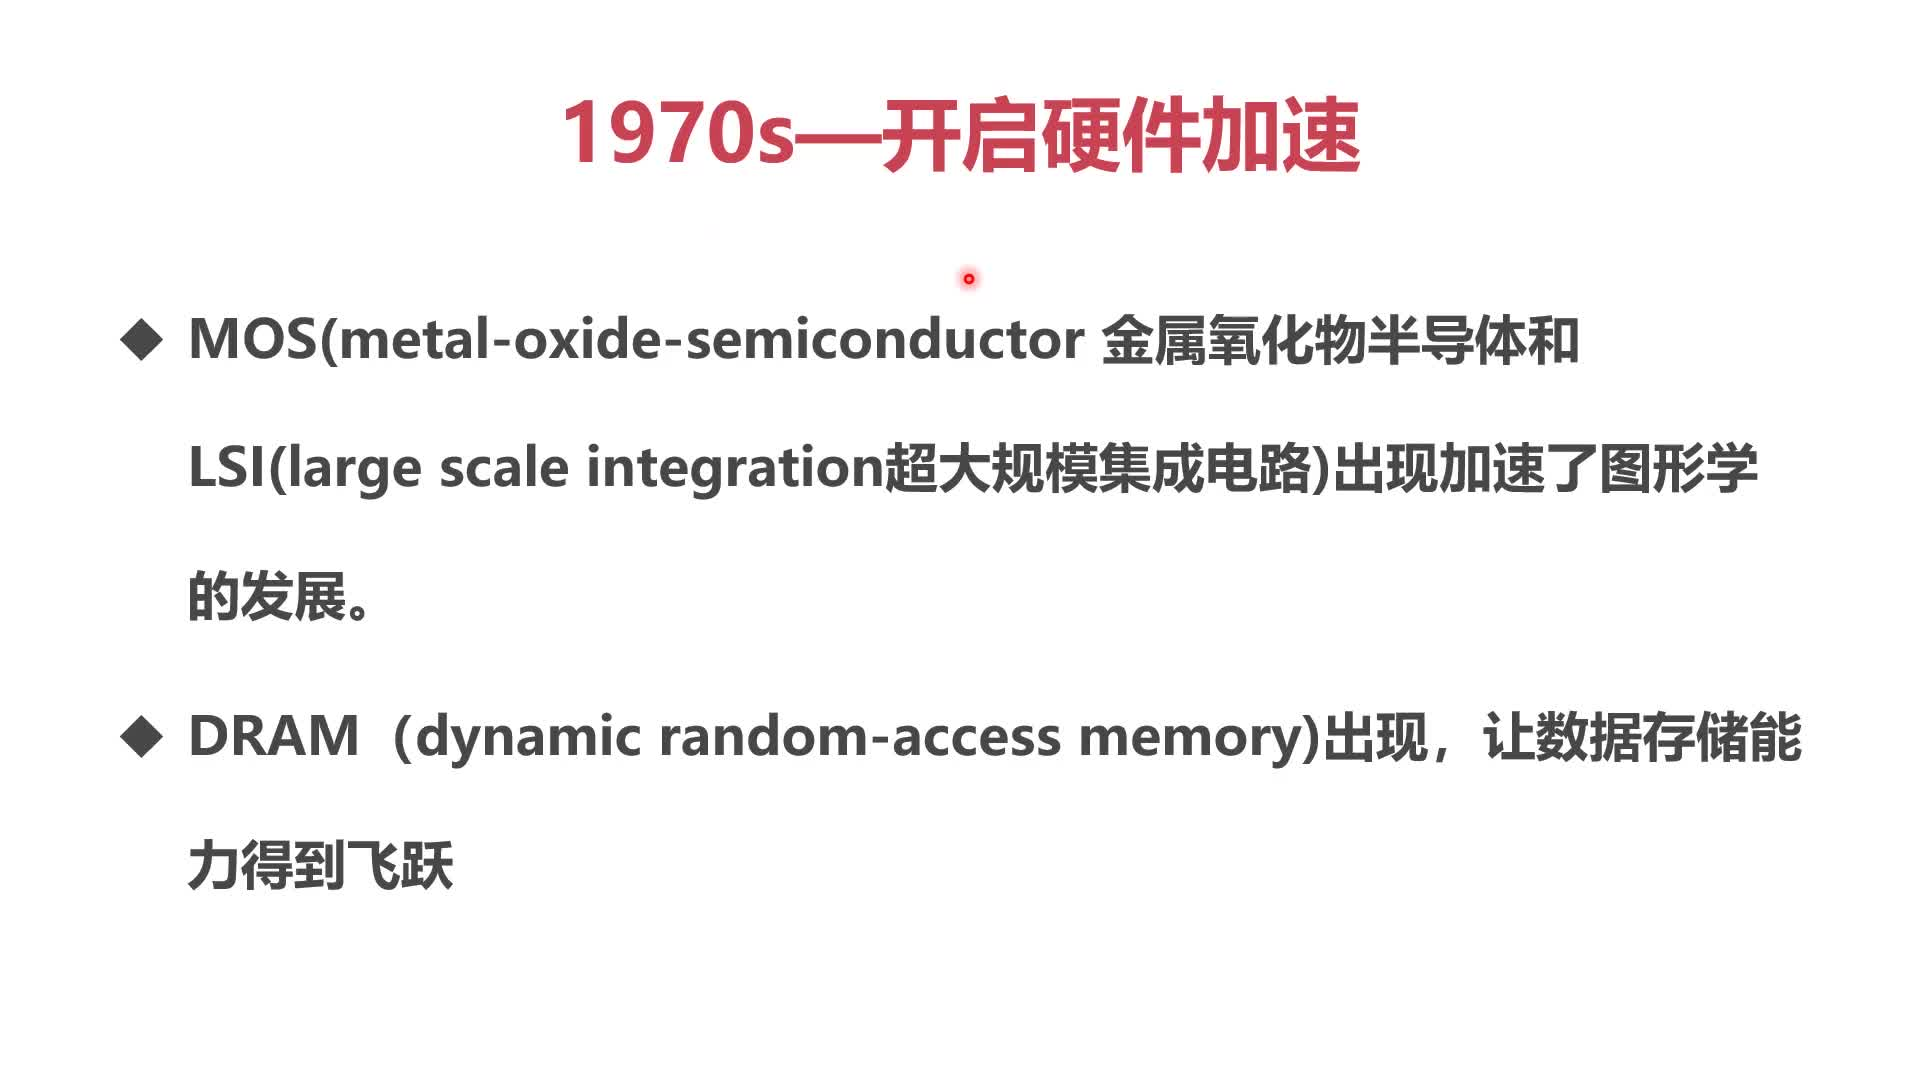 1970s—开启硬件加速
MOS(metal-oxide-semiconductor 金属氧化物半导体和
LSI(large scale integration超大规模集成电路)出现加速了图形学
的发展。
DRAM（dynamic random-access memory)出现，让数据存储能
力得到飞跃